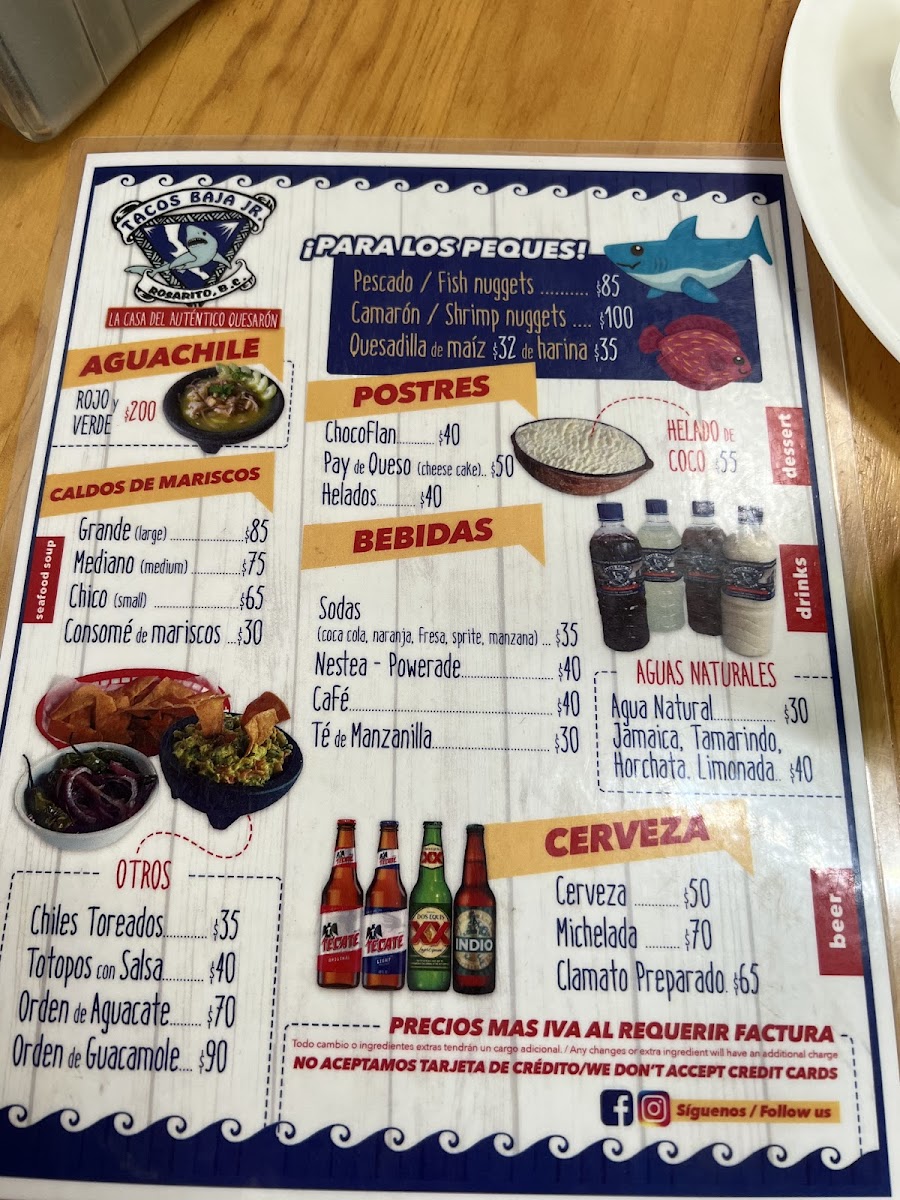 TACOS BAJA JR.
ROSARITO, B.C.
LA CASA DEL AUTÉNTICO QUESARÓN
¡PARA LOS PEQUES!
Pescado / Fish nuggets .......... $85
Camarón / Shrimp nuggets .... $100
Quesadilla de maíz $32 de harina $35
AGUACHILE
ROJO y
VERDE $200
CALDOS DE MARISCOS
seafood soup
Grande (large) .................... $85
Mediano (medium) .............. $75
Chico (small) ...................... $65
Consomé de mariscos ... $30
POSTRES
dessert
ChocoFlan......... $40
Pay de Queso (cheese cake).. $50
Helados......... $40
HELADO DE
COCO $55
BEBIDAS
drinks
Sodas
(coca cola, naranja, Fresa, sprite, manzana) ... $35
Nestea - Powerade...................... $40
CaFé............................................. $40
Té de Manzanilla.......................... $30
AGUAS NATURALES
Agua Natural............. $30
Jamaica, Tamarindo,
Horchata. Limonada.. $40
OTROS
Chiles Toreados......... $35
Totopos con Salsa........ $40
Orden de Aguacate....... $70
Orden de Guacamole.... $90
CERVEZA
beer
Cerveza ......... $50
Michelada ....... $70
Clamato Preparado. $65
TECATE
ORIGINAL
TECATE
LIGHT
DOS EQUIS
XX
INDIO
PRECIOS MAS IVA AL REQUERIR FACTURA
Todo cambio o ingredientes extras tendrán un cargo adicional. / Any changes or extra ingredient will have an additional charge
NO ACEPTAMOS TARJETA DE CRÉDITO/WE DON'T ACCEPT CREDIT CARDS
Síguenos / Follow us